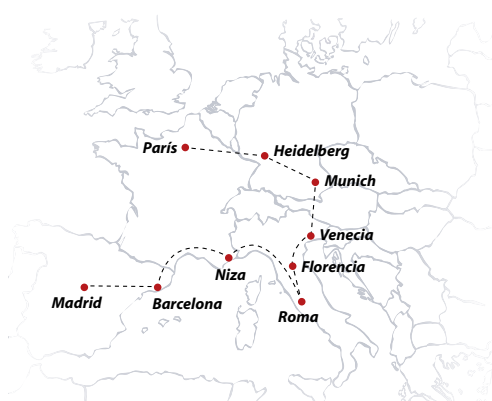 París
Heidelberg
Munich
Venecia
Florencia
Niza
Madrid
Barcelona
Roma